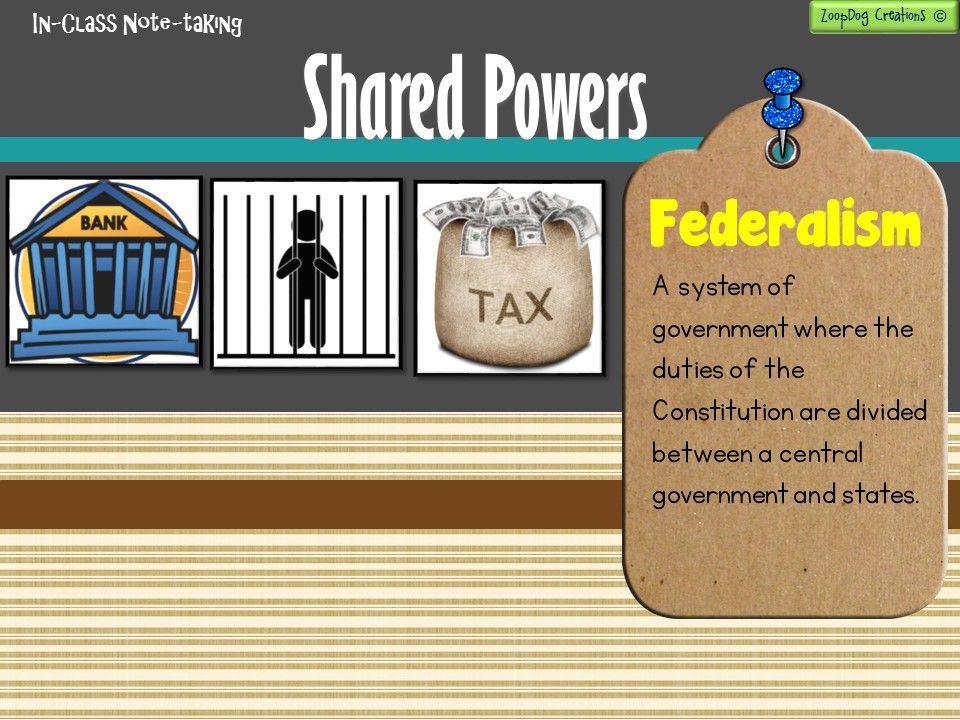 In-Class Note-taking
ZoopDog Creations ©
Shared Powers
BANK
TAX
Federalism
A system of
government where the
duties of the
Constitution are divided
between a central
government and states.